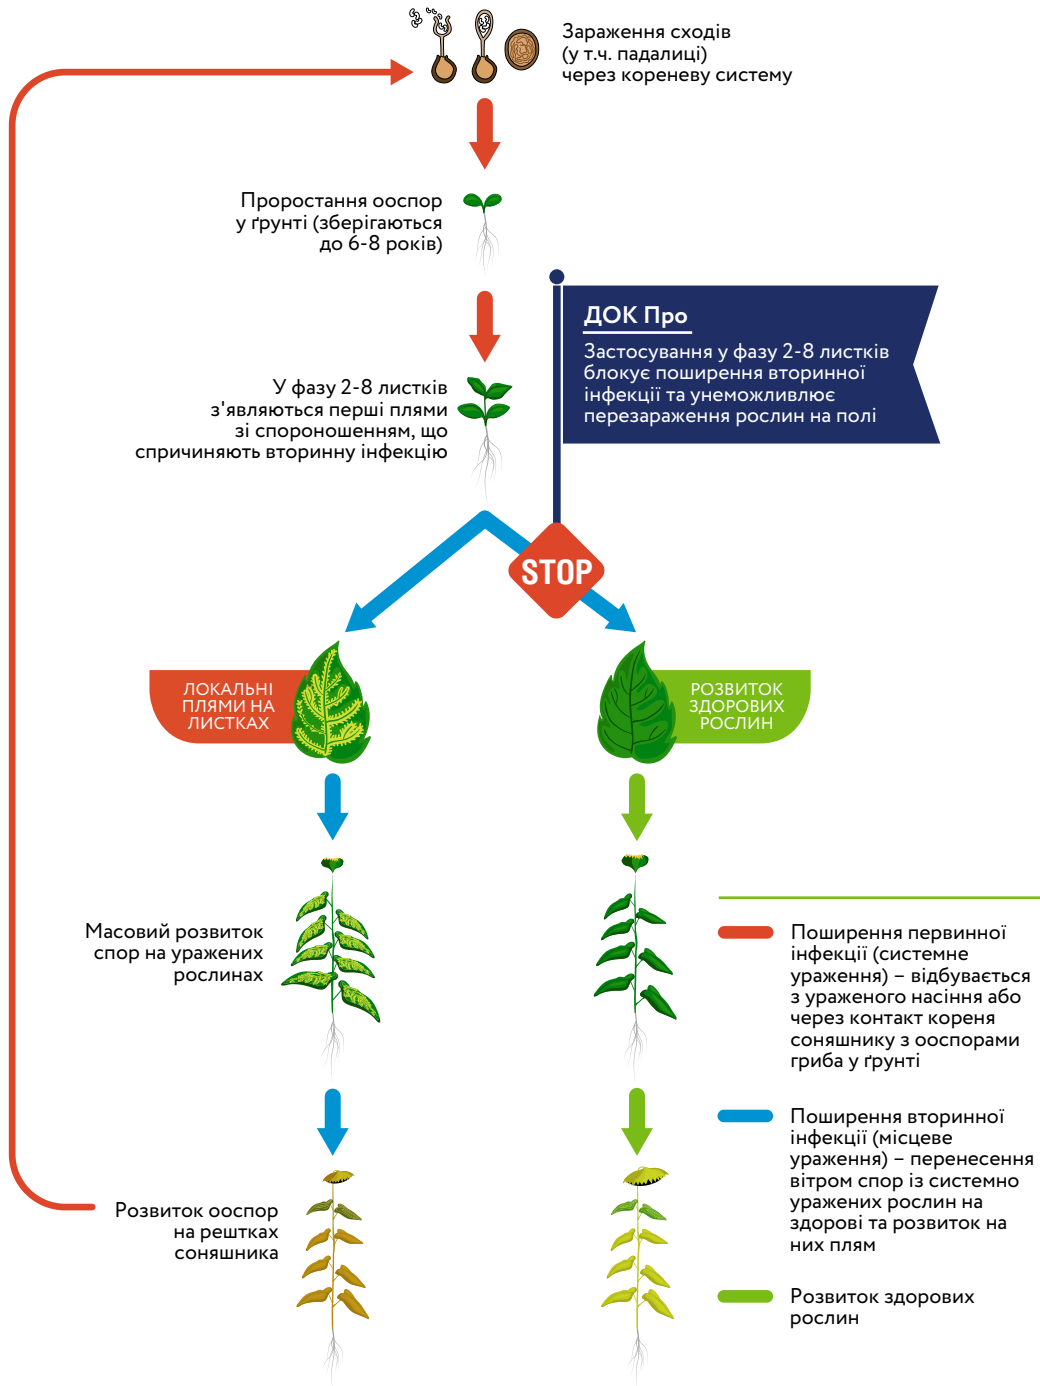 Зараження сходів
(у т.ч. падалиці)
через кореневу систему
Проростання ооспор
у ґрунті (зберігаються
до 6-8 років)
ДОК Про
Застосування у фазу 2-8 листків
блокує поширення вторинної
інфекції та унеможливлює
перезараження рослин на полі
У фазу 2-8 листків
з'являються перші плями
зі спороношенням, що
спричиняють вторинну інфекцію
STOP
ЛОКАЛЬНІ
ПЛЯМИ НА
ЛИСТКАХ
РОЗВИТОК
ЗДОРОВИХ
РОСЛИН
Масовий розвиток
спор на уражених
рослинах
Розвиток ооспор
на рештках
соняшника
Поширення первинної
інфекції (системне
ураження) – відбувається
з ураженого насіння або
через контакт кореня
соняшнику з ооспорами
гриба у ґрунті
Поширення вторинної
інфекції (місцеве
ураження) – перенесення
вітром спор із системно
уражених рослин на
здорові та розвиток на
них плям
Розвиток здорових
рослин